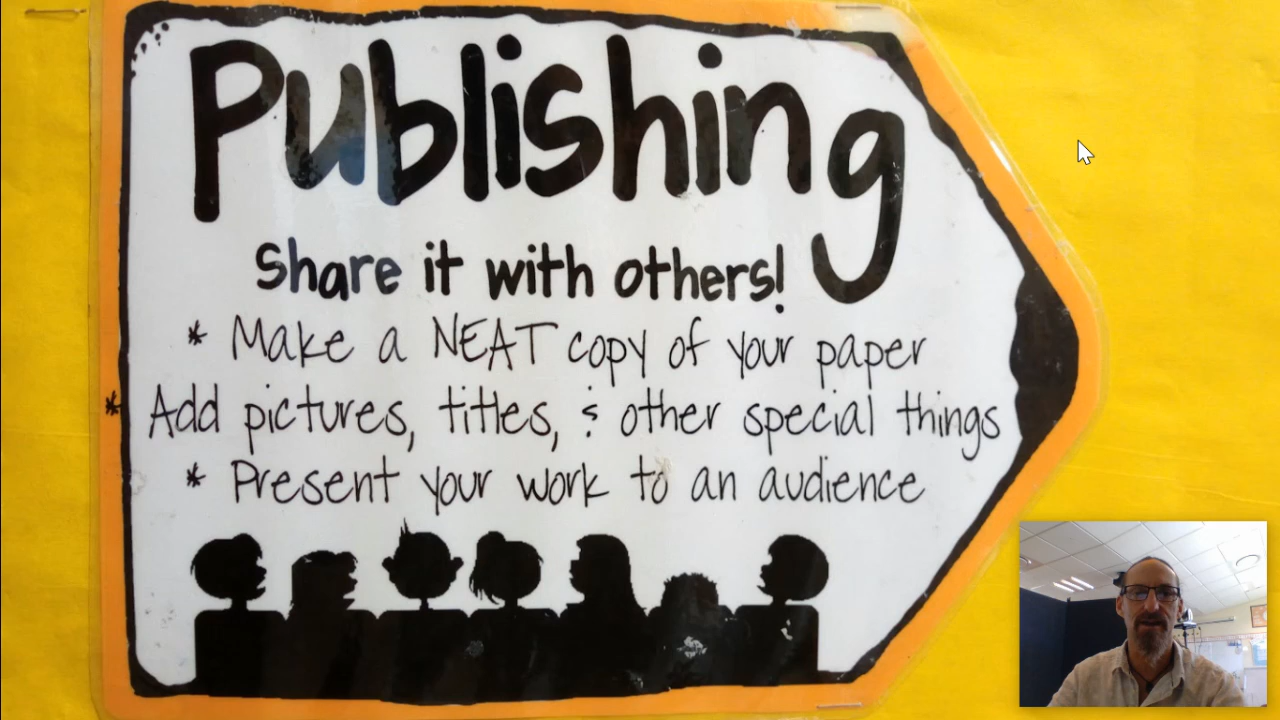 Publishing
Share it with others!
* Make a NEAT copy of your paper
* Add pictures, titles, & other special things
* Present your work to an audience